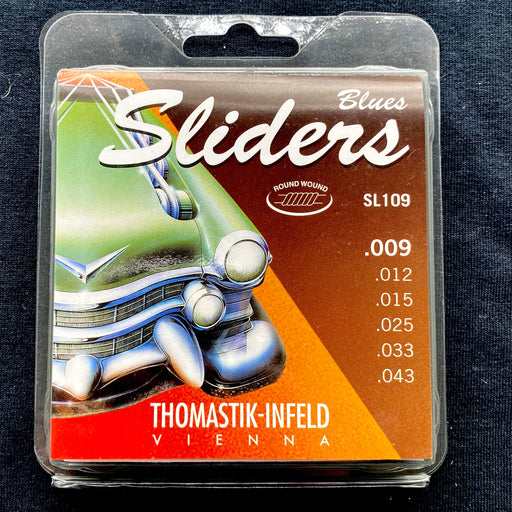 Blues
Sliders
ROUND WOUND
SL109
.009
.012
.015
.025
.033
.043
THOMASTIK-INFELD
VIENNA